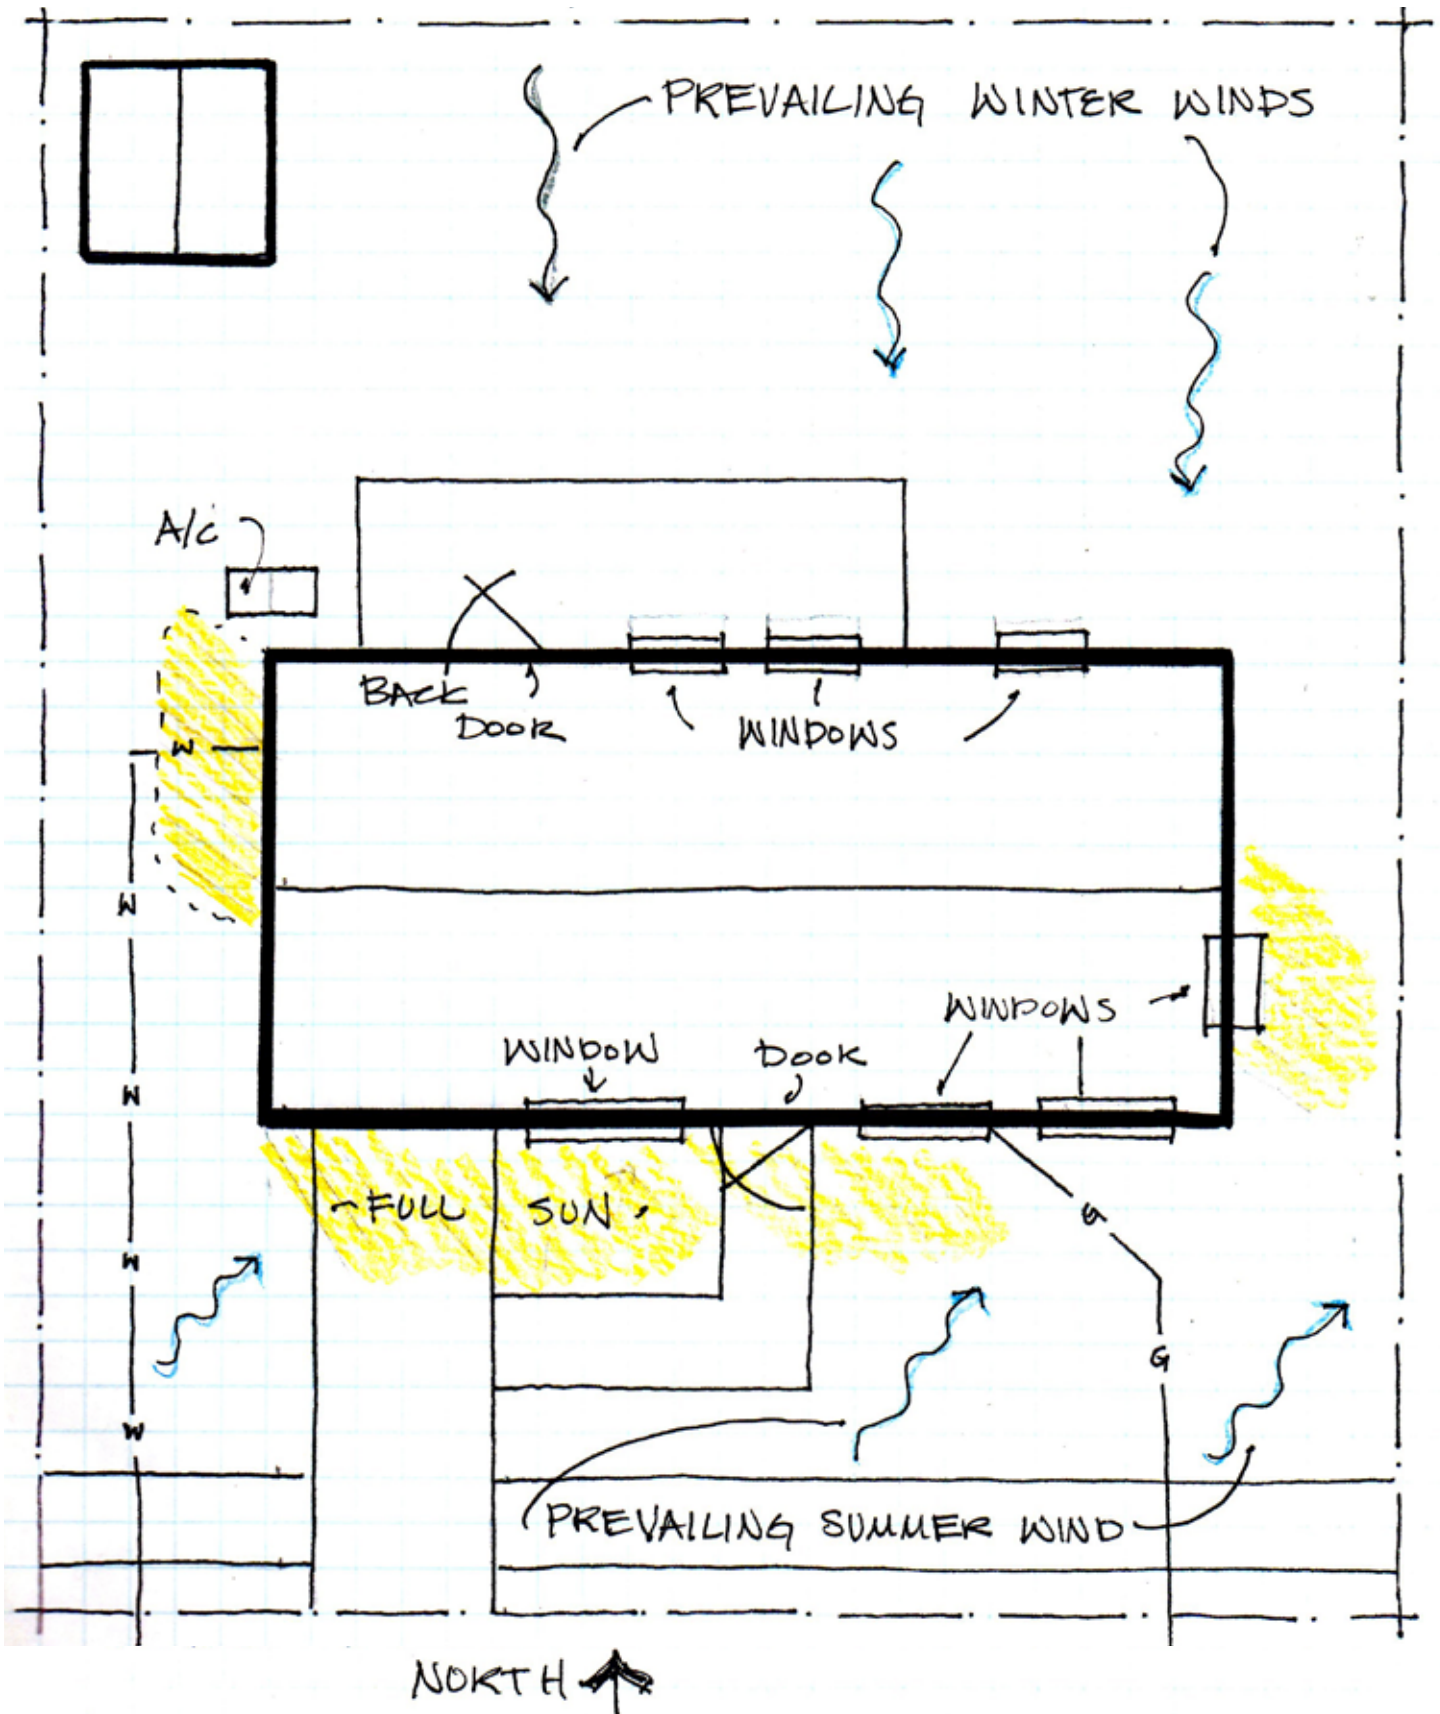 PREVAILING WINTER WINDS
A/C
BACK
DOOR
WINDOWS
W
W
WINDOWS
WINDOW
DOOR
W
FULL SUN
G
W
G
W
PREVAILING SUMMER WIND
NORTH